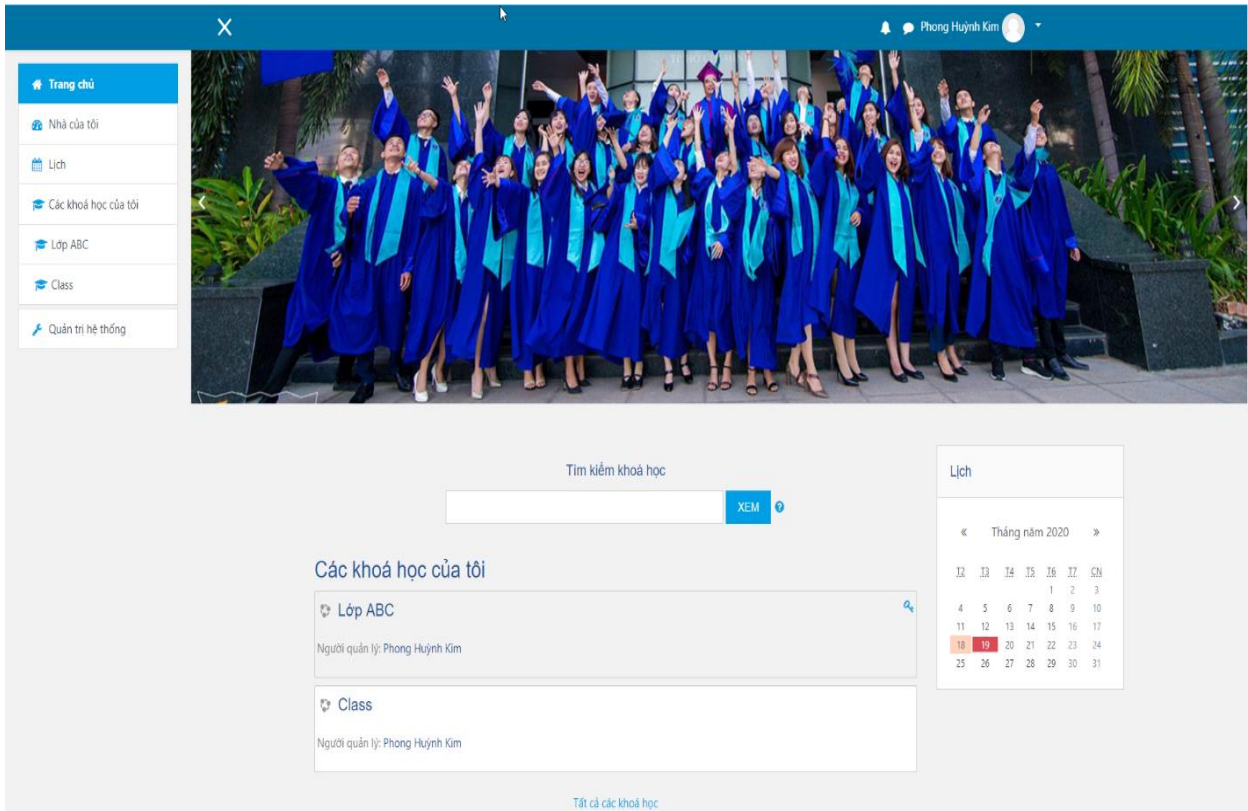 X
Phong Huỳnh Kim
Trang chủ
Nhà của tôi
Lịch
Các khoá học của tôi
Lớp ABC
Class
Quản trị hệ thống
Tìm kiếm khoá học
XEM
Các khoá học của tôi
Lớp ABC
Người quản lý: Phong Huỳnh Kim
Class
Người quản lý: Phong Huỳnh Kim
Tất cả các khoá học
Lịch
« Tháng năm 2020 »
T2 T3 T4 T5 T6 T7 CN
1 2 3
4 5 6 7 8 9 10
11 12 13 14 15 16 17
18 19 20 21 22 23 24
25 26 27 28 29 30 31